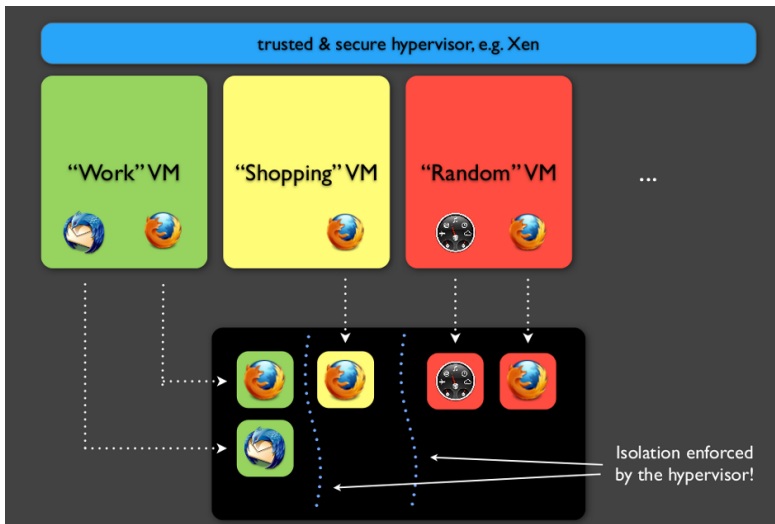 trusted & secure hypervisor, e.g. Xen
“Work” VM
“Shopping” VM
“Random” VM
...
Isolation enforced
by the hypervisor!